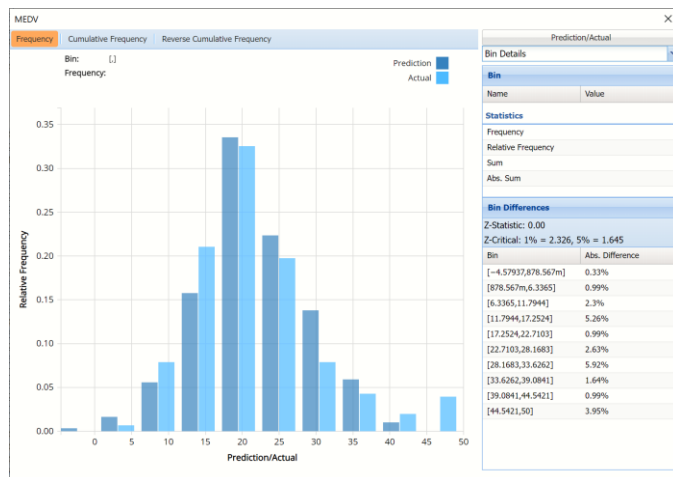 MEDV
Frequency Cumulative Frequency Reverse Cumulative Frequency
Bin: [,]
Frequency:
Prediction
Actual
Relative Frequency
0.35
0.30
0.25
0.20
0.15
0.10
0.05
0.00
0 5 10 15 20 25 30 35 40 45 50
Prediction/Actual
Prediction/Actual
Bin Details
Bin
Name Value
Statistics
Frequency
Relative Frequency
Sum
Abs. Sum
Bin Differences
Z-Statistic: 0.00
Z-Critical: 1% = 2.326, 5% = 1.645
Bin Abs. Difference
[−4.57937,878.567m] 0.33%
[878.567m,6.3365] 0.99%
[6.3365,11.7944] 2.3%
[11.7944,17.2524] 5.26%
[17.2524,22.7103] 0.99%
[22.7103,28.1683] 2.63%
[28.1683,33.6262] 5.92%
[33.6262,39.0841] 1.64%
[39.0841,44.5421] 0.99%
[44.5421,50] 3.95%